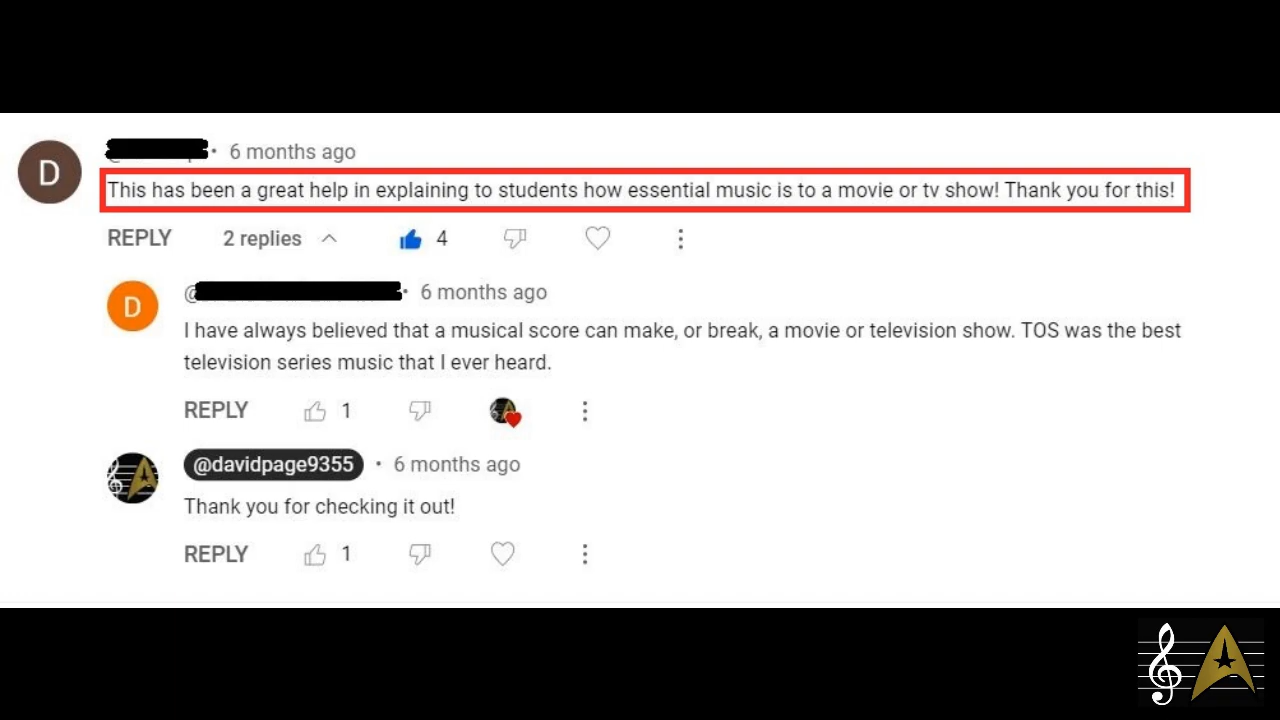 D
• 6 months ago
This has been a great help in explaining to students how essential music is to a movie or tv show! Thank you for this!
REPLY 2 replies 4
D
@ • 6 months ago
I have always believed that a musical score can make, or break, a movie or television show. TOS was the best
television series music that I ever heard.
REPLY 1
@davidpage9355 • 6 months ago
Thank you for checking it out!
REPLY 1